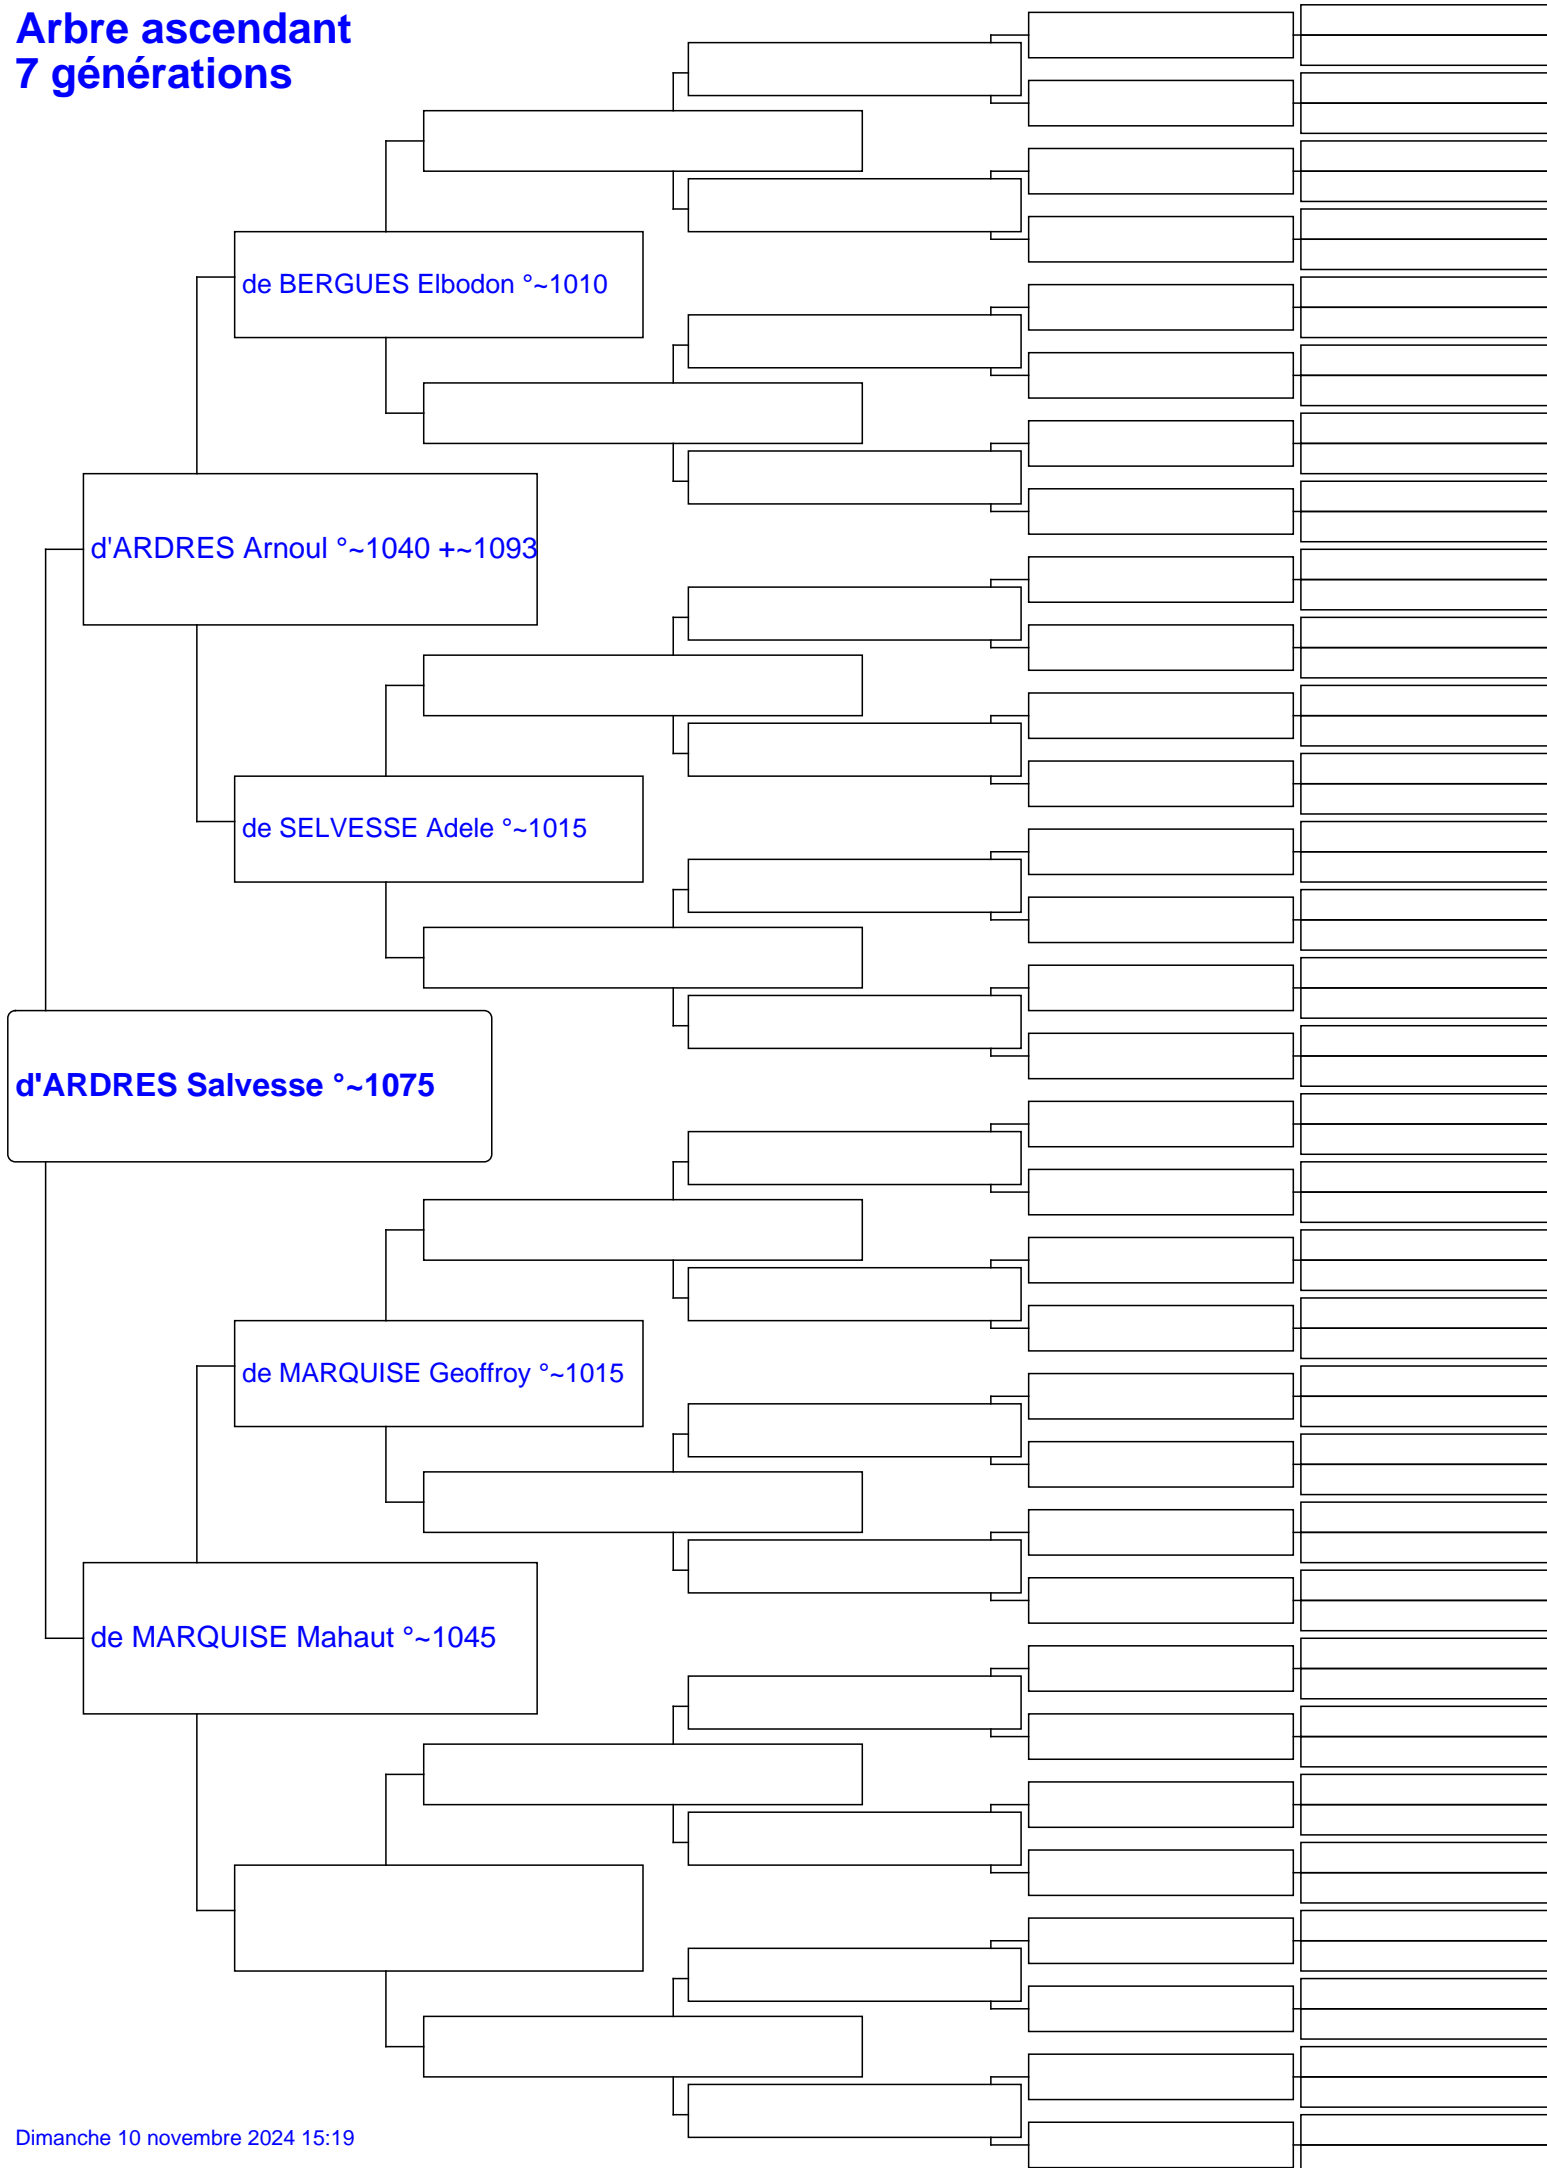 Arbre ascendant
7 générations
de BERGUES Elbodon °~1010
d'ARDRES Arnoul °~1040 +~1093
de SELVESSE Adele °~1015
d'ARDRES Salvesse °~1075
de MARQUISE Geoffroy °~1015
de MARQUISE Mahaut °~1045
Dimanche 10 novembre 2024 15:19